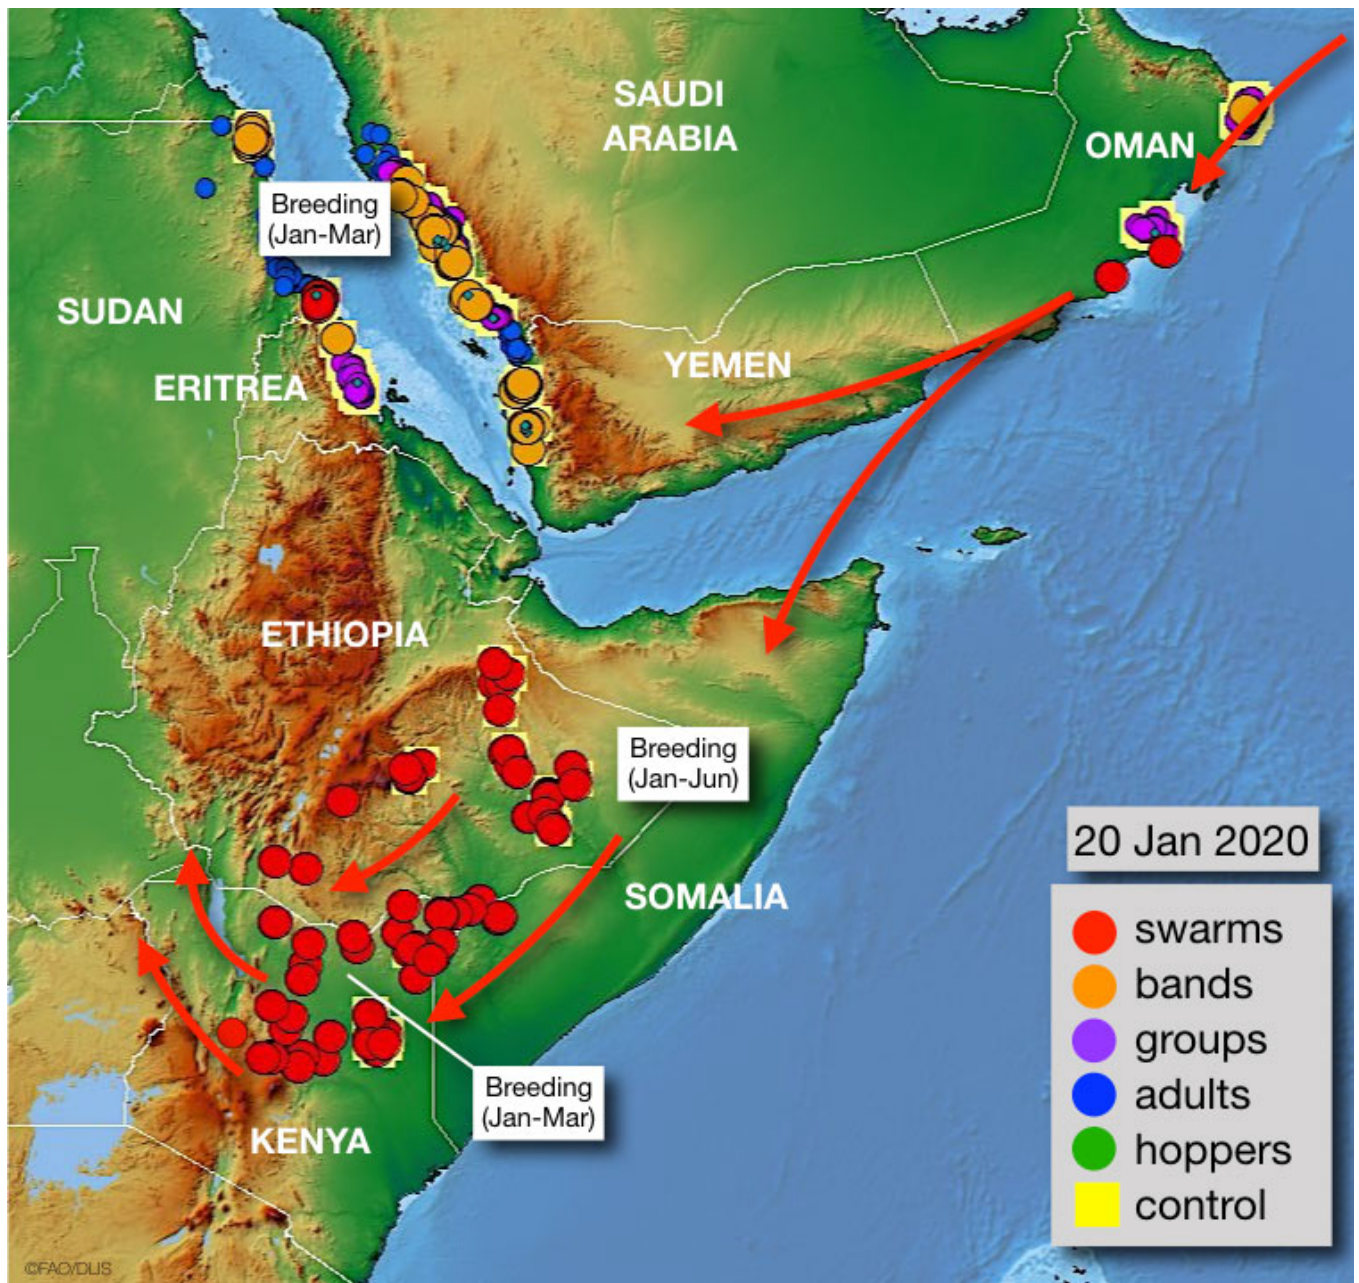 SAUDI
ARABIA
OMAN
Breeding
(Jan-Mar)
SUDAN
YEMEN
ERITREA
ETHIOPIA
Breeding
(Jan-Jun)
20 Jan 2020
SOMALIA
swarms
bands
groups
adults
hoppers
control
Breeding
(Jan-Mar)
KENYA
©FAO/DLIS